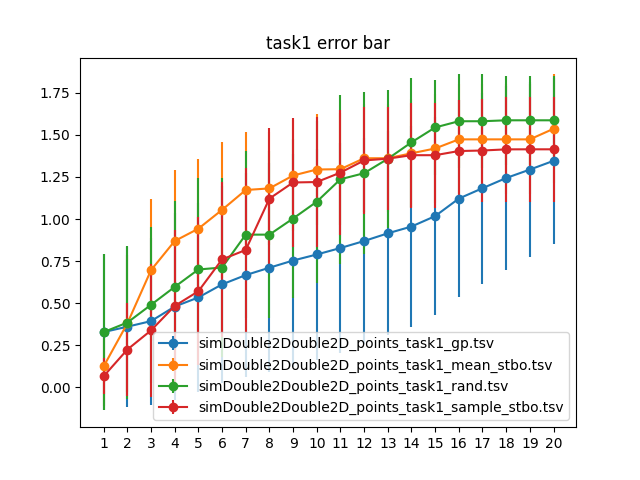 task1 error bar
1.75
1.50
1.25
1.00
0.75
0.50
0.25
0.00
simDouble2Double2D_points_task1_gp.tsv
simDouble2Double2D_points_task1_mean_stbo.tsv
simDouble2Double2D_points_task1_rand.tsv
simDouble2Double2D_points_task1_sample_stbo.tsv
1 2 3 4 5 6 7 8 9 10 11 12 13 14 15 16 17 18 19 20